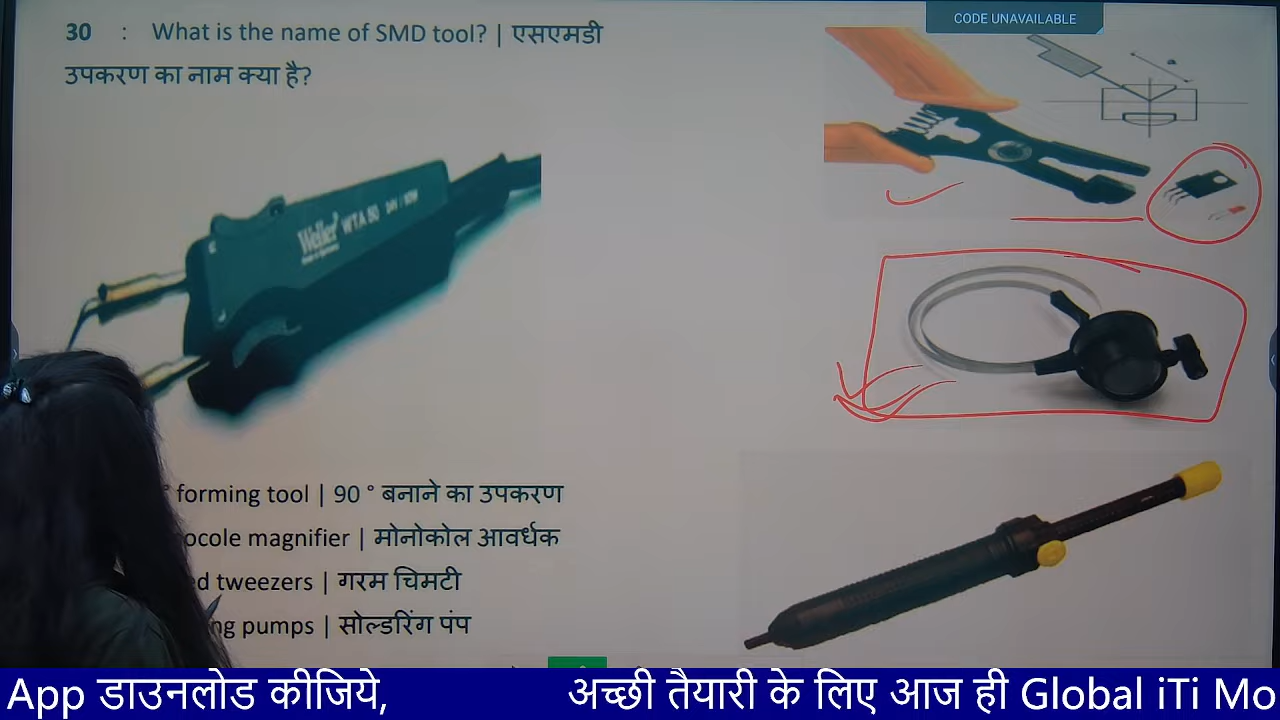 CODE UNAVAILABLE
30 : What is the name of SMD tool? | एसएमडी
उपकरण का नाम क्या है?
Weller WTA 50
forming tool | 90 ° बनाने का उपकरण
ocole magnifier | मोनोकोल आवर्धक
d tweezers | गरम चिमटी
ng pumps | सोल्डरिंग पंप
App डाउनलोड कीजिये, अच्छी तैयारी के लिए आज ही Global iTi Mo